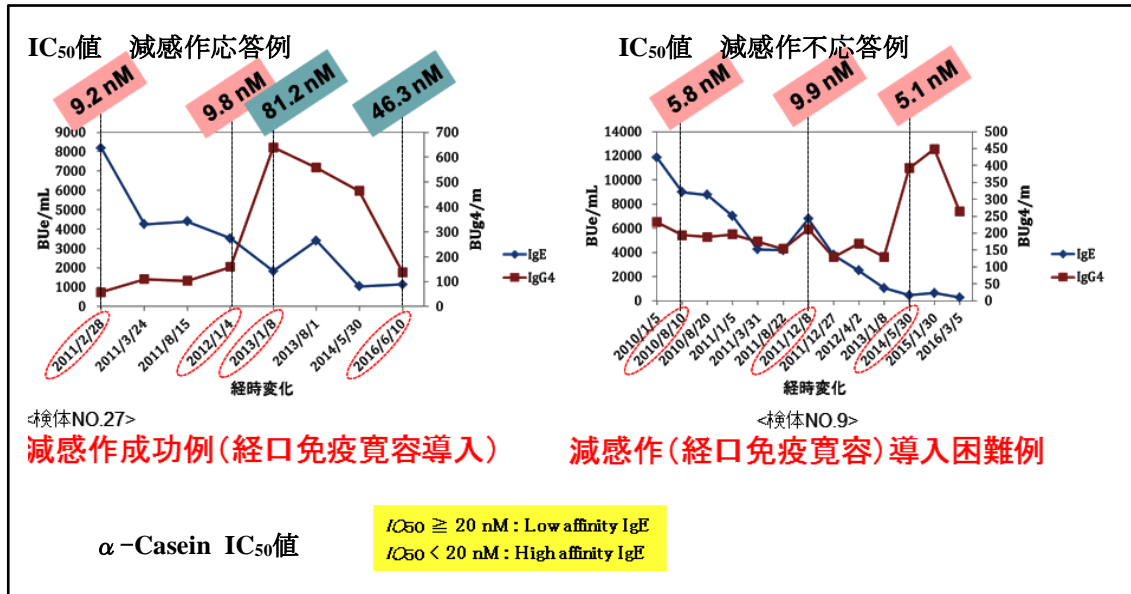 IC50値 減感作応答例
9.2 nM
9.8 nM
81.2 nM
46.3 nM
9000
8000
7000
6000
5000
4000
3000
2000
1000
0
BUe/mL
700
600
500
400
300
200
100
0
BUg4/m
IgE
IgG4
2011/2/28
2011/3/24
2011/8/15
2012/1/4
2013/1/8
2013/8/1
2014/5/30
2016/6/10
経時変化
<検体NO.27>
減感作成功例(経口免疫寛容導入)
IC50値 減感作不応答例
5.8 nM
9.9 nM
5.1 nM
14000
12000
10000
8000
6000
4000
2000
0
BUe/mL
500
450
400
350
300
250
200
150
100
50
0
BUg4/m
IgE
IgG4
2010/1/5
2010/8/10
2010/8/20
2011/1/5
2011/3/31
2011/8/22
2011/12/8
2011/12/27
2012/4/2
2013/1/8
2014/5/30
2015/1/30
2016/3/5
経時変化
<検体NO.9>
減感作(経口免疫寛容)導入困難例
α-Casein IC50値
IC50 ≧ 20 nM : Low affinity IgE
IC50 < 20 nM : High affinity IgE